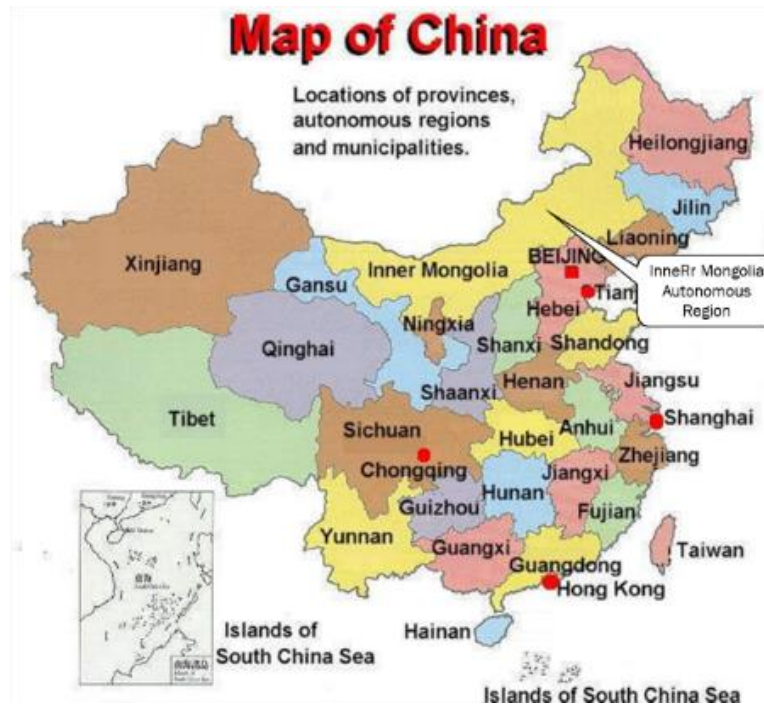 Map of China
Locations of provinces,
autonomous regions
and municipalities.
Heilongjiang
Jilin
Liaoning
BEIJING
InneRr Mongolia
Autonomous
Region
Xinjiang
Inner Mongolia
Gansu
Tianj
Hebei
Ningxia
Qinghai
Shanxi
Shandong
Shaanxi
Henan
Jiangsu
Tibet
Sichuan
Anhui
Shanghai
Hubei
Zhejiang
Chongqing
Jiangxi
Hunan
Guizhou
Fujian
Yunnan
Guangxi
Taiwan
Guangdong
Hong Kong
Hainan
南海
Islands of
South China Sea
Islands of South China Sea